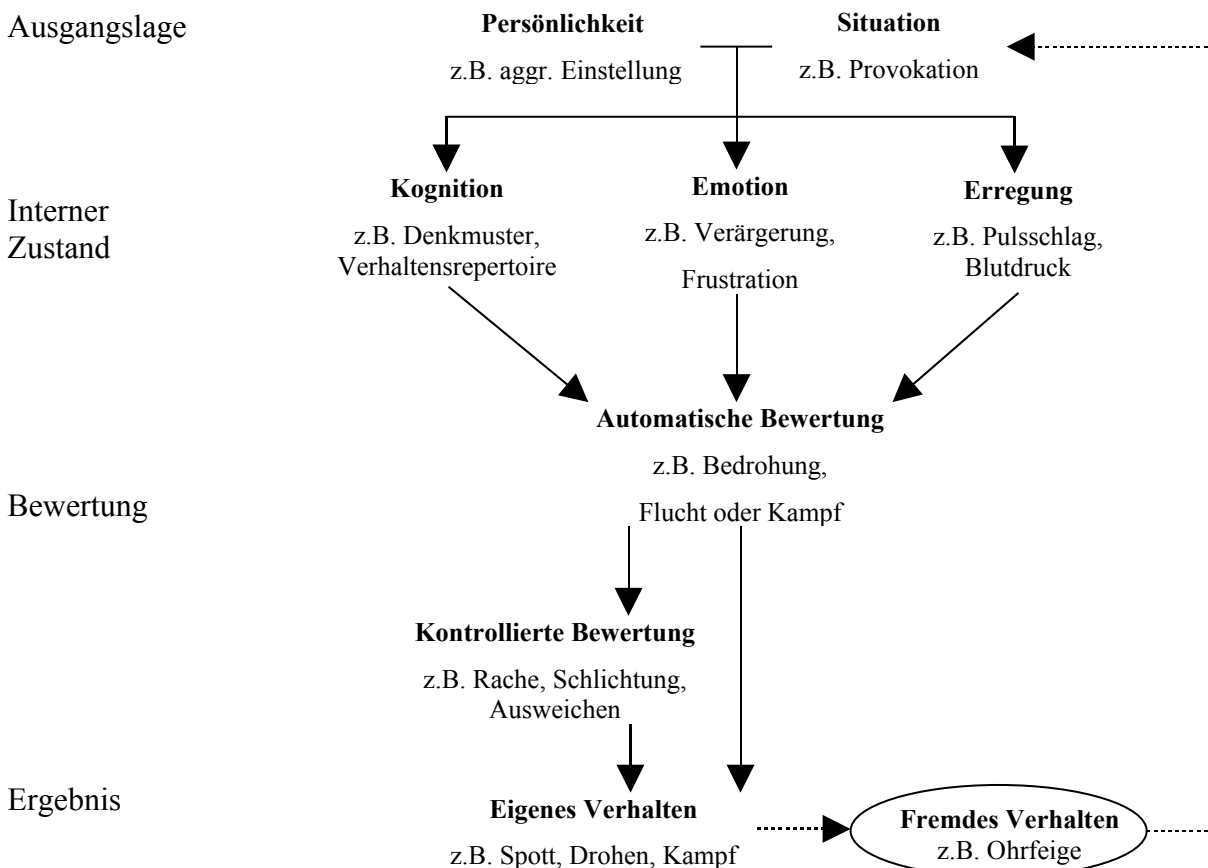 Ausgangslage
Persönlichkeit
z.B. aggr. Einstellung
Situation
z.B. Provokation
Interner
Zustand
Kognition
z.B. Denkmuster,
Verhaltensrepertoire
Emotion
z.B. Verärgerung,
Frustration
Erregung
z.B. Pulsschlag,
Blutdruck
Bewertung
Automatische Bewertung
z.B. Bedrohung,
Flucht oder Kampf
Kontrollierte Bewertung
z.B. Rache, Schlichtung,
Ausweichen
Ergebnis
Eigenes Verhalten
z.B. Spott, Drohen, Kampf
Fremdes Verhalten
z.B. Ohrfeige